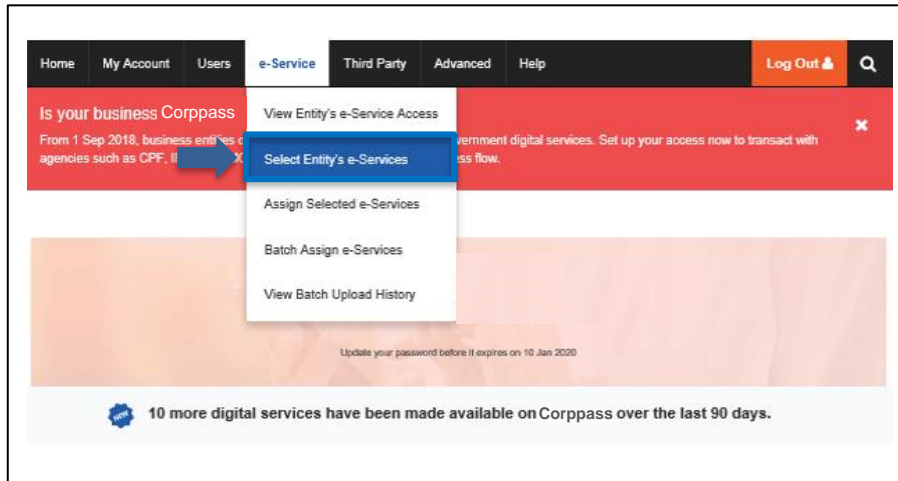 Home My Account Users e-Service Third Party Advanced Help Log Out
Is your business Corppass
From 1 Sep 2018, business entities vernment digital services. Set up your access now to transact with
agencies such as CPF, ss flow.
View Entity's e-Service Access
Select Entity's e-Services
Assign Selected e-Services
Batch Assign e-Services
View Batch Upload History
Update your password before it expires on 10 Jan 2020
NEW 10 more digital services have been made available on Corppass over the last 90 days.